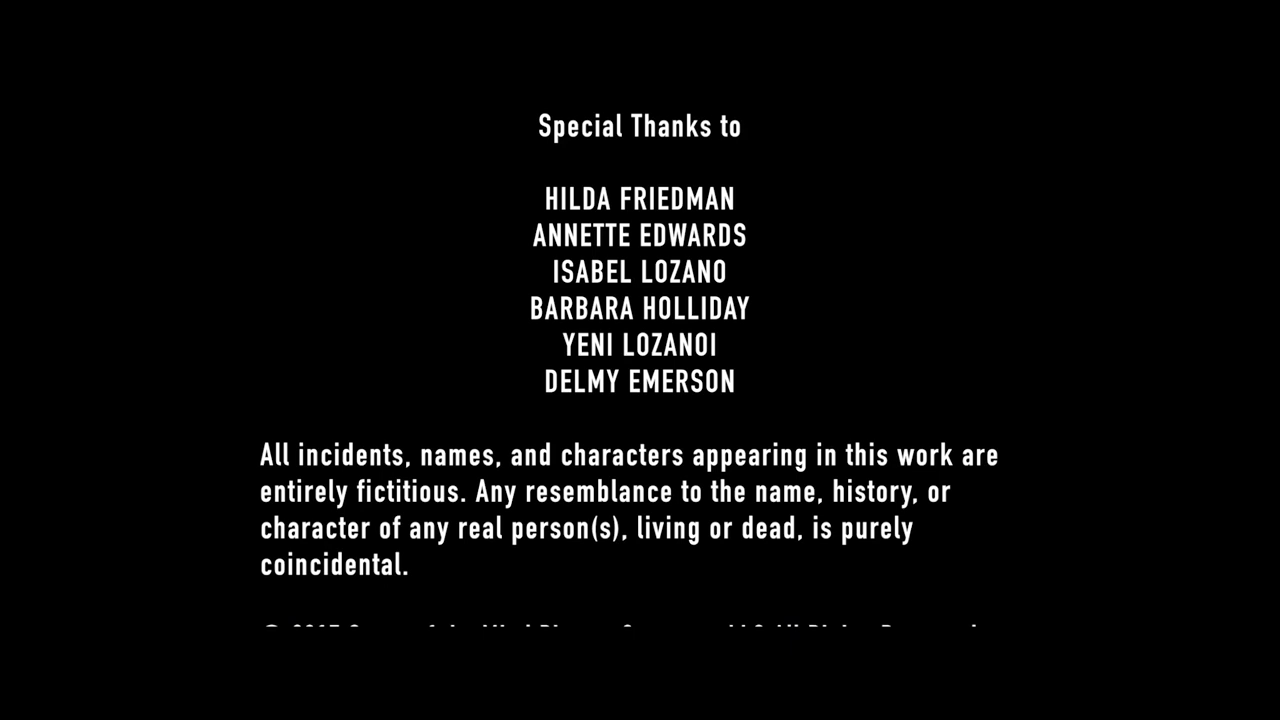 Special Thanks to
HILDA FRIEDMAN
ANNETTE EDWARDS
ISABEL LOZANO
BARBARA HOLLIDAY
YENI LOZANOI
DELMY EMERSON
All incidents, names, and characters appearing in this work are
entirely fictitious. Any resemblance to the name, history, or
character of any real person(s), living or dead, is purely
coincidental.